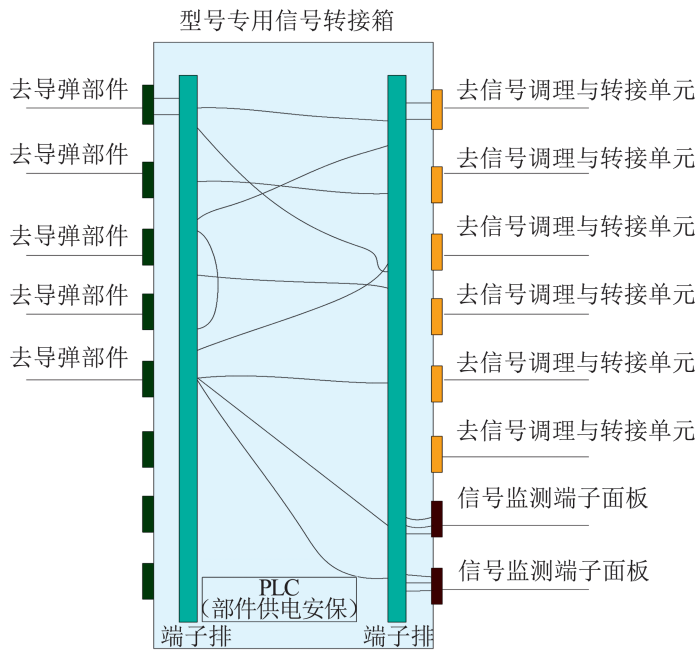 型号专用信号转接箱
去导弹部件
去信号调理与转接单元
去导弹部件
去信号调理与转接单元
去导弹部件
去信号调理与转接单元
去导弹部件
去信号调理与转接单元
去导弹部件
去信号调理与转接单元
去信号调理与转接单元
信号监测端子面板
信号监测端子面板
PLC
（部件供电安保）
端子排
端子排